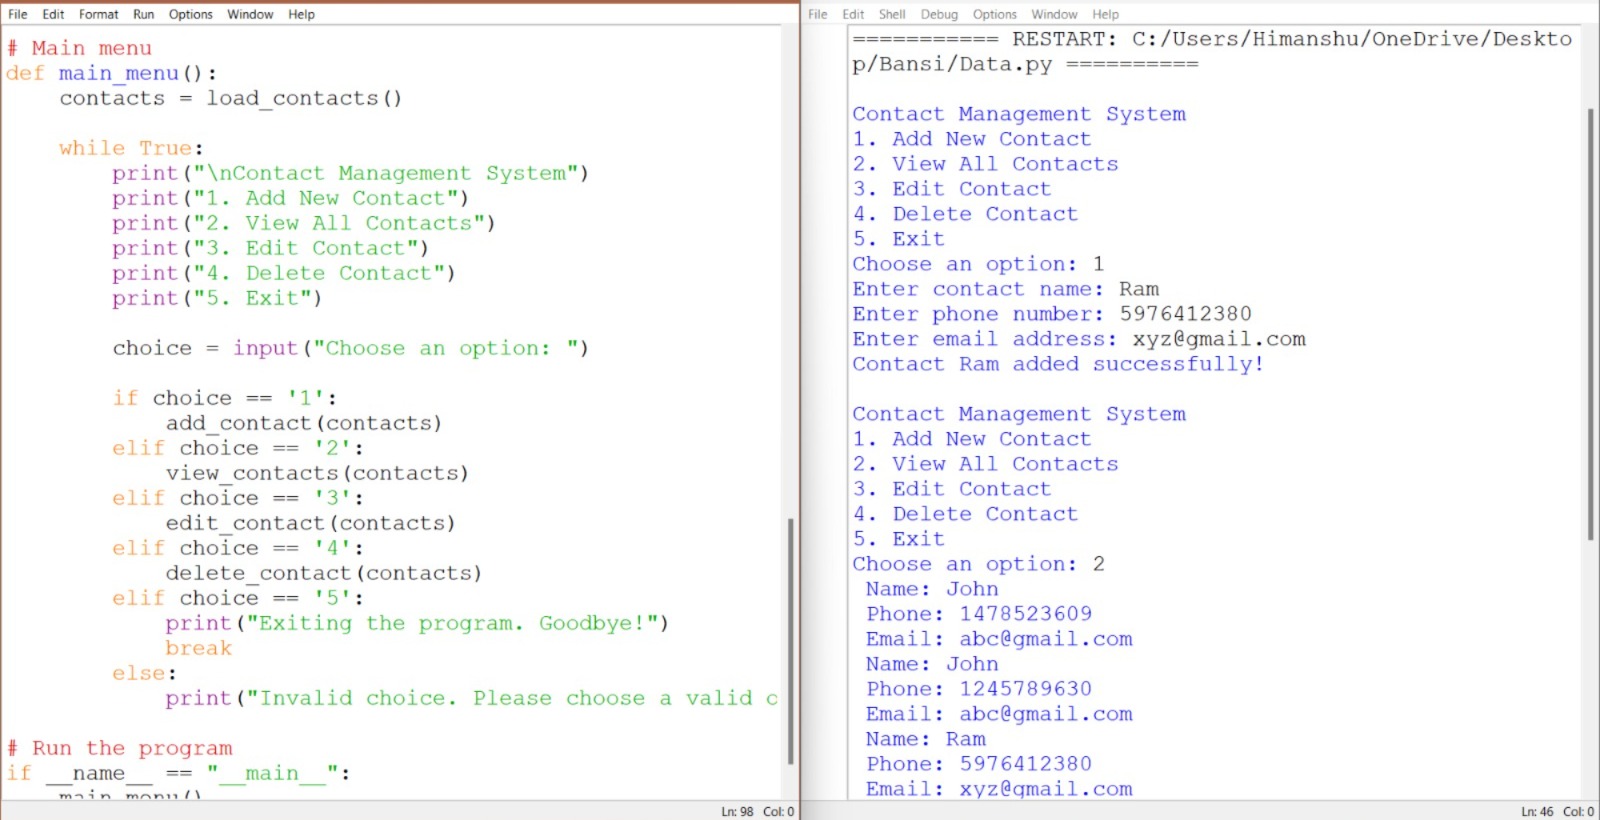 File Edit Format Run Options Window Help
# Main menu
def main_menu():
    contacts = load_contacts()
    while True:
        print("\nContact Management System")
        print("1. Add New Contact")
        print("2. View All Contacts")
        print("3. Edit Contact")
        print("4. Delete Contact")
        print("5. Exit")
        choice = input("Choose an option: ")
        if choice == '1':
            add_contact(contacts)
        elif choice == '2':
            view_contacts(contacts)
        elif choice == '3':
            edit_contact(contacts)
        elif choice == '4':
            delete_contact(contacts)
        elif choice == '5':
            print("Exiting the program. Goodbye!")
            break
        else:
            print("Invalid choice. Please choose a valid o
# Run the program
if __name__ == "__main__":
    main_menu()
Ln: 98 Col: 0
File Edit Shell Debug Options Window Help
=========== RESTART: C:/Users/Himanshu/OneDrive/Deskto
p/Bansi/Data.py ==========
Contact Management System
1. Add New Contact
2. View All Contacts
3. Edit Contact
4. Delete Contact
5. Exit
Choose an option: 1
Enter contact name: Ram
Enter phone number: 5976412380
Enter email address: xyz@gmail.com
Contact Ram added successfully!
Contact Management System
1. Add New Contact
2. View All Contacts
3. Edit Contact
4. Delete Contact
5. Exit
Choose an option: 2
 Name: John
 Phone: 1478523609
 Email: abc@gmail.com
 Name: John
 Phone: 1245789630
 Email: abc@gmail.com
 Name: Ram
 Phone: 5976412380
 Email: xyz@gmail.com
Ln: 46 Col: 0